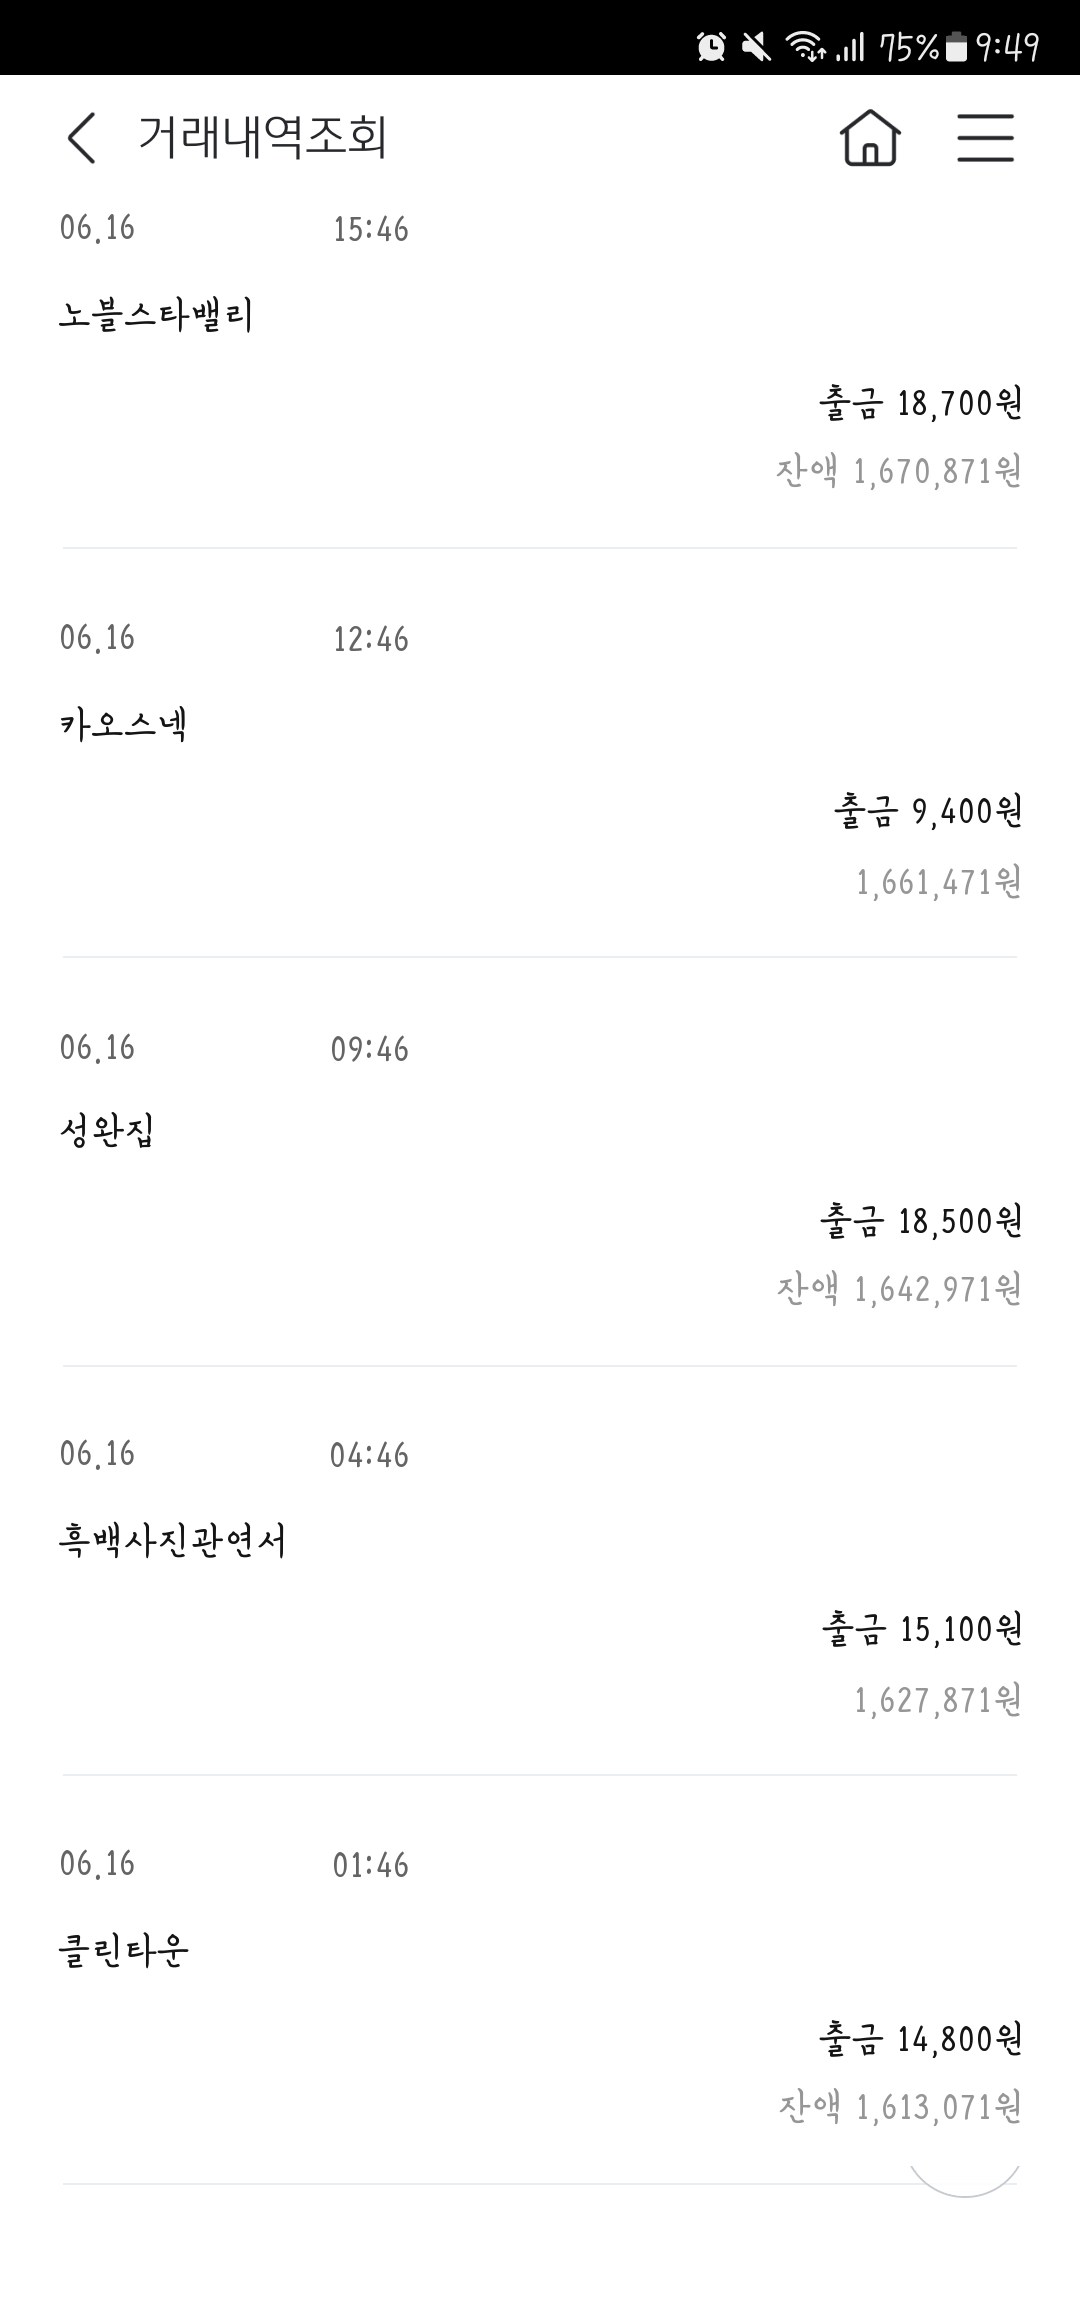 75% 9:49
거래내역조회
06.16 15:46
노블스타밸리
출금 18,700원
잔액 1,670,871원
06.16 12:46
카오스넥
출금 9,400원
1,661,471원
06.16 09:46
성완집
출금 18,500원
잔액 1,642,971원
06.16 04:46
흑백사진관연서
출금 15,100원
1,627,871원
06.16 01:46
클린타운
출금 14,800원
잔액 1,613,071원